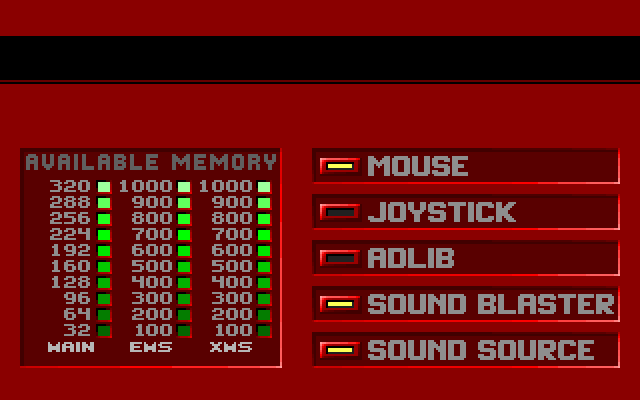 AVAILABLE MEMORY
320 1000 1000
288 900 900
256 800 800
224 700 700
192 600 600
160 500 500
128 400 400
96 300 300
64 200 200
32 100 100
MAIN EMS XMS
MOUSE
JOYSTICK
ADLIB
SOUND BLASTER
SOUND SOURCE